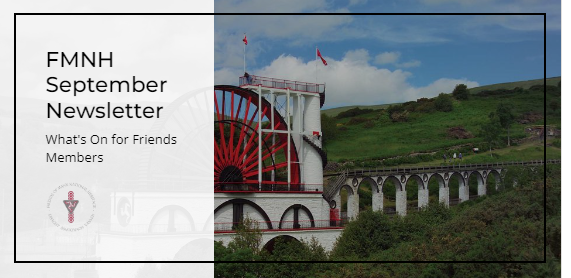 FMNH
September
Newsletter
What's On for Friends
Members